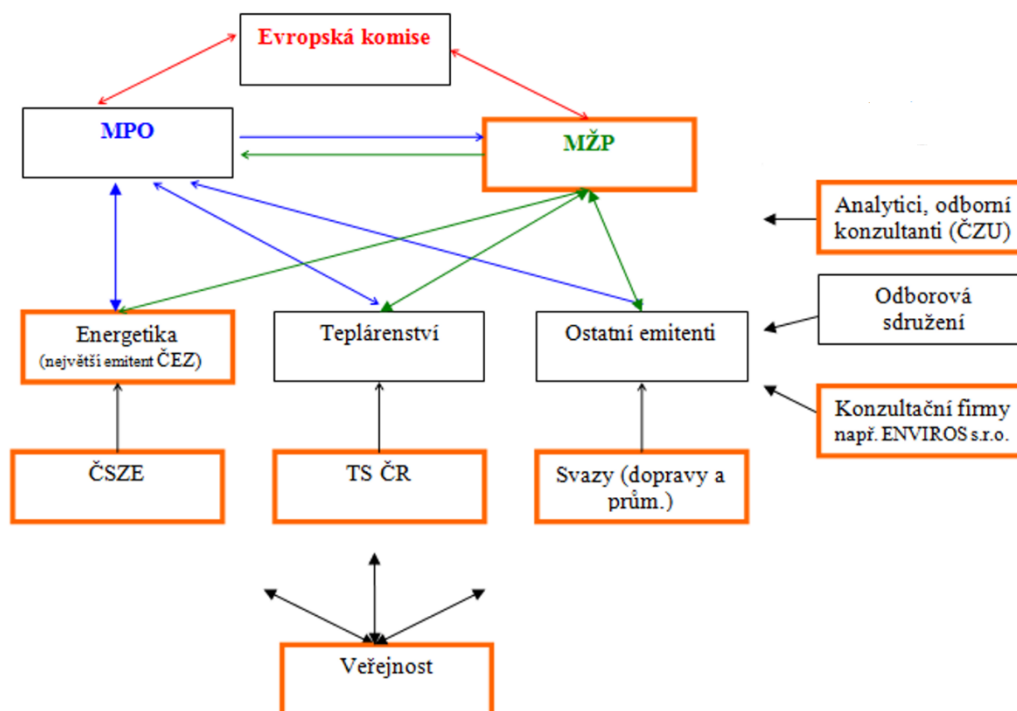 Evropská komise
MPO
MŽP
Analytici, odborní
konzultanti (ČZU)
Odborová
sdružení
Energetika
(největší emitent ČEZ)
Teplárenství
Ostatní emitenti
Konzultační firmy
např. ENVIROS s.r.o.
ČSZE
TS ČR
Svazy (dopravy a
prům.)
Veřejnost